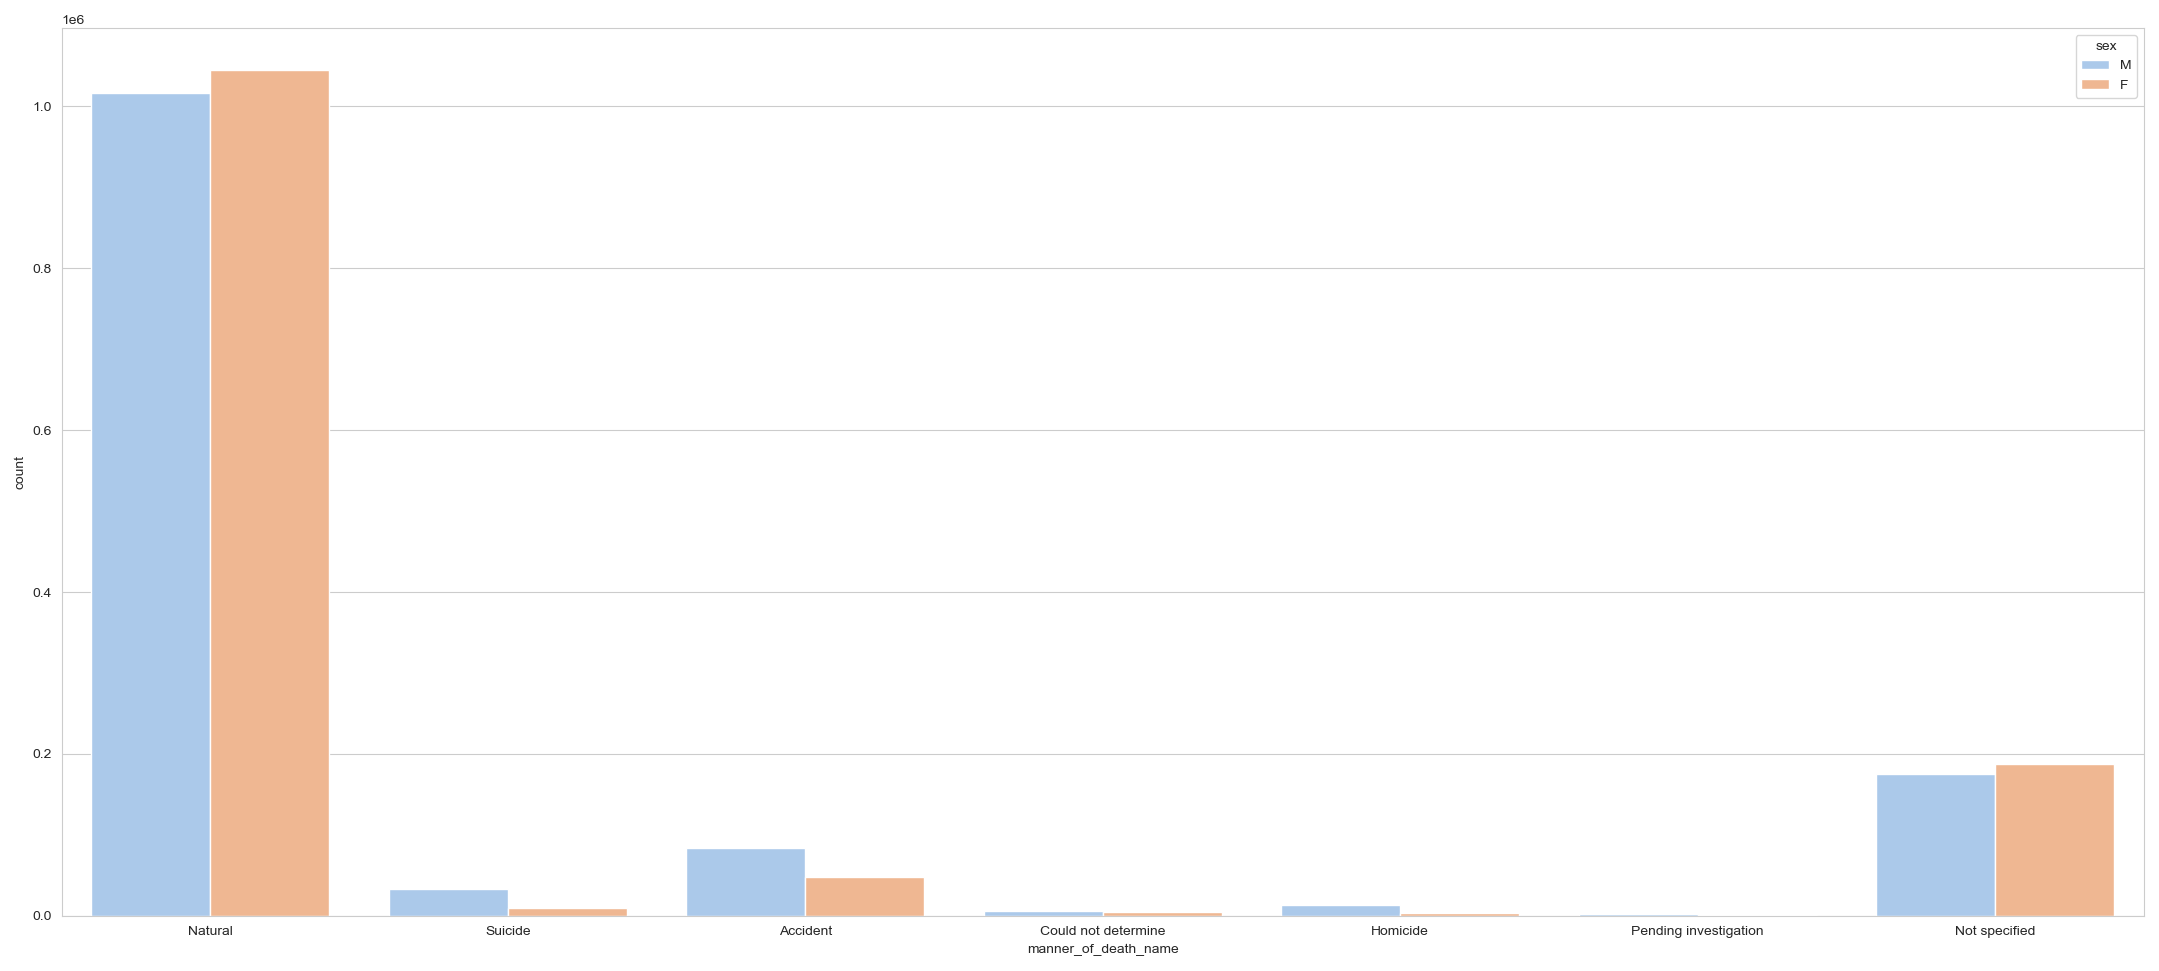 1e6
sex
M
F
1.0
0.8
0.6
0.4
0.2
0.0
count
Natural
Suicide
Accident
Could not determine
Homicide
Pending investigation
Not specified
manner_of_death_name